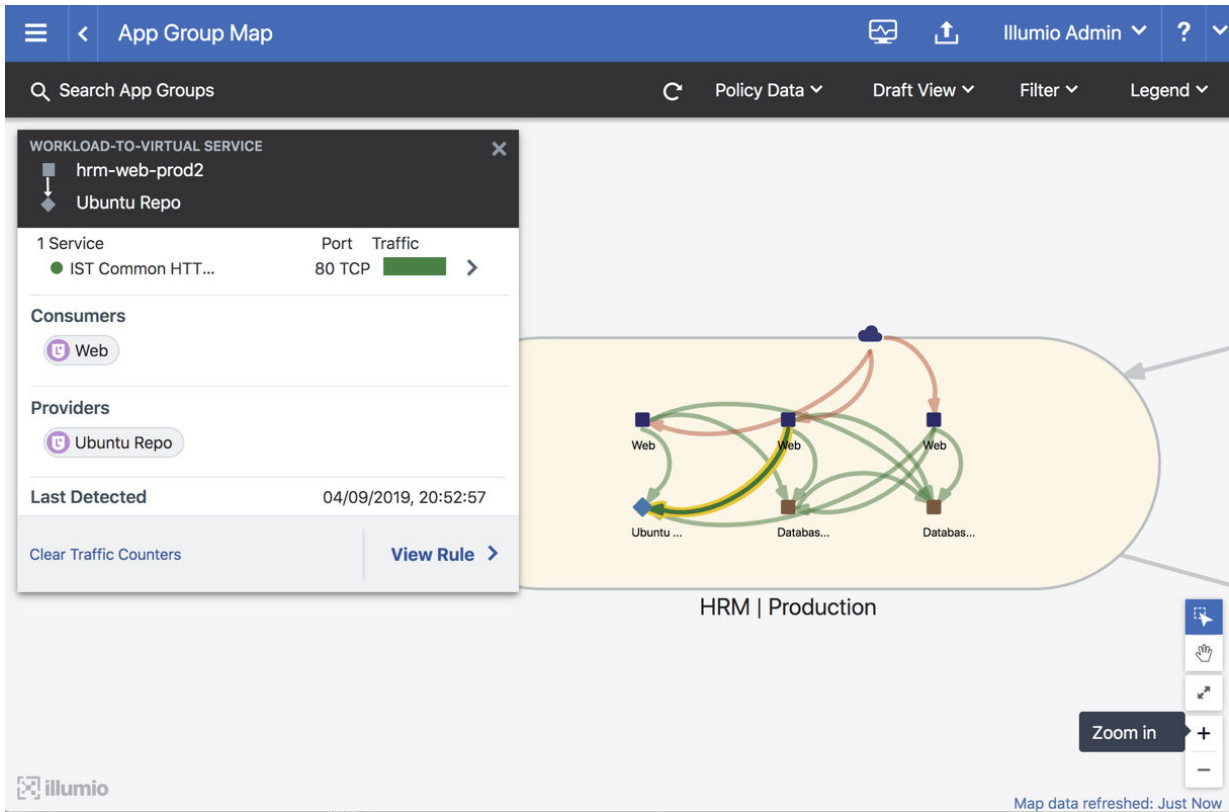 App Group Map
Illumio Admin
?
Search App Groups
Policy Data
Draft View
Filter
Legend
WORKLOAD-TO-VIRTUAL SERVICE
hrm-web-prod2
Ubuntu Repo
1 Service Port Traffic
IST Common HTT... 80 TCP
Consumers
Web
Providers
Ubuntu Repo
Last Detected 04/09/2019, 20:52:57
Clear Traffic Counters
View Rule
Web Web Web
Ubuntu ... Databas... Databas...
HRM | Production
Zoom in
illumio
Map data refreshed: Just Now